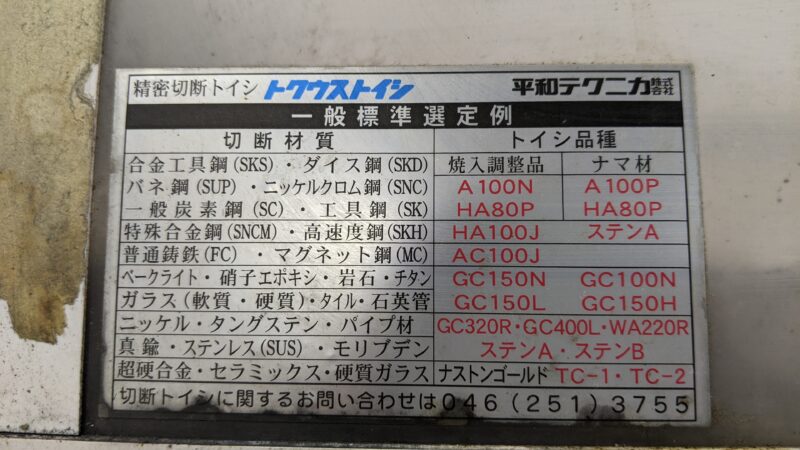 精密切断トイシ トクウストイシ 平和テクニカ株式会社
一般標準選定例
切断材質 トイシ品種
合金工具鋼(SKS)・ダイス鋼(SKD) 焼入調整品 ナマ材
バネ鋼(SUP)・ニッケルクロム鋼(SNC) A100N A100P
一般炭素鋼(SC)・工具鋼(SK) HA80P HA80P
特殊合金鋼(SNCM)・高速度鋼(SKH) HA100J ステンA
普通鋳鉄(FC)・マグネット鋼(MC) AC100J
ベークライト・硝子エポキシ・岩石・チタン GC150N GC100N
ガラス(軟質・硬質)・タイル・石英管 GC150L GC150H
ニッケル・タングステン・パイプ材 GC320R・GC400L・WA220R
真鍮・ステンレス(SUS)・モリブデン ステンA・ステンB
超硬合金・セラミックス・硬質ガラス ナストンゴールド TC-1・TC-2
切断トイシに関するお問い合わせは046(251)3755